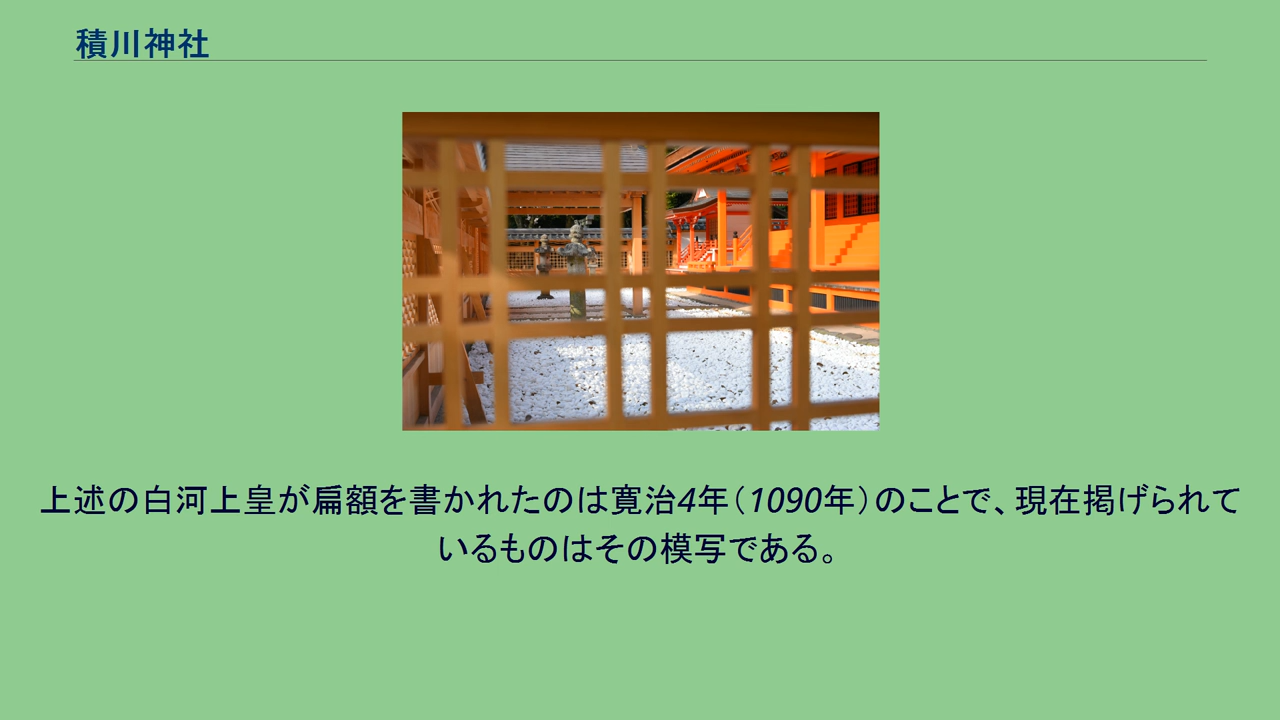 積川神社
上述の白河上皇が扁額を書かれたのは寛治4年（1090年）のことで、現在掲げられて
いるものはその模写である。